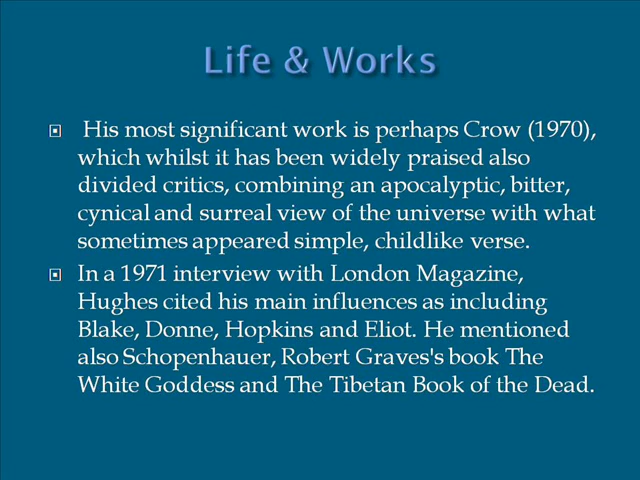 Life & Works
His most significant work is perhaps Crow (1970),
which whilst it has been widely praised also
divided critics, combining an apocalyptic, bitter,
cynical and surreal view of the universe with what
sometimes appeared simple, childlike verse.
In a 1971 interview with London Magazine,
Hughes cited his main influences as including
Blake, Donne, Hopkins and Eliot. He mentioned
also Schopenhauer, Robert Graves's book The
White Goddess and The Tibetan Book of the Dead.